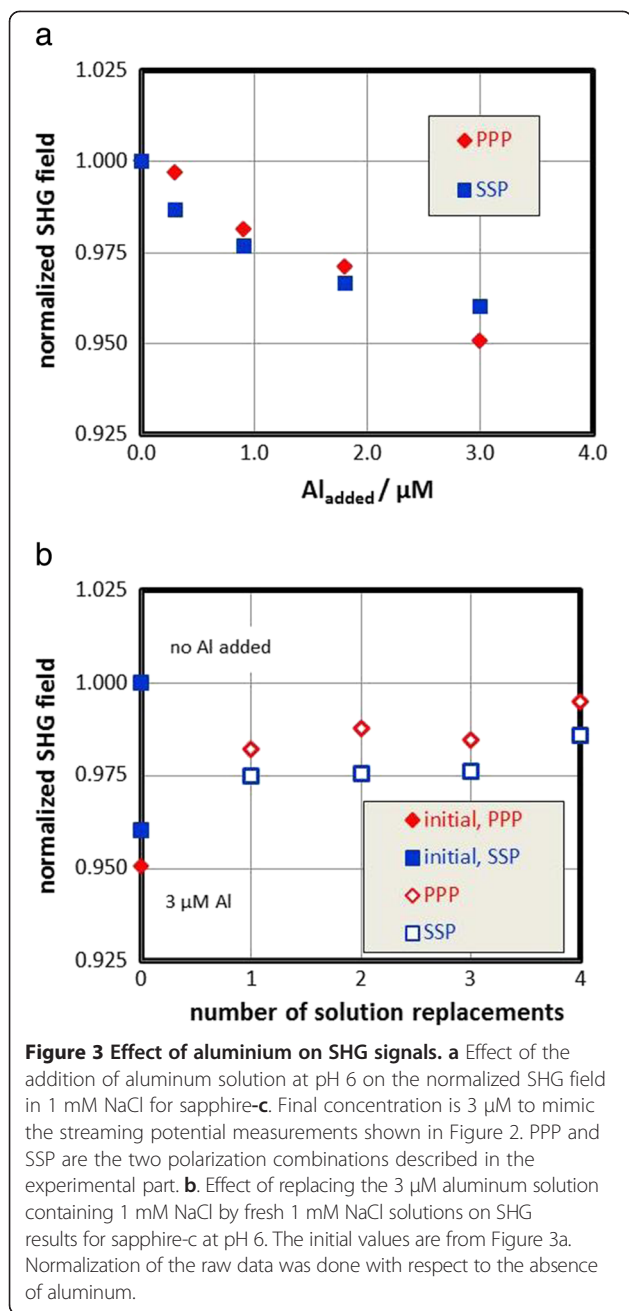 a
1.025
1.000
0.975
0.950
0.925
normalized SHG field
PPP
SSP
0.0 1.0 2.0 3.0 4.0
Aladded / μM
b
1.025
1.000
0.975
0.950
0.925
normalized SHG field
no Al added
3 μM Al
initial, PPP
initial, SSP
PPP
SSP
0 1 2 3 4
number of solution replacements
Figure 3 Effect of aluminium on SHG signals. a Effect of the
addition of aluminum solution at pH 6 on the normalized SHG field
in 1 mM NaCl for sapphire-c. Final concentration is 3 μM to mimic
the streaming potential measurements shown in Figure 2. PPP and
SSP are the two polarization combinations described in the
experimental part. b. Effect of replacing the 3 μM aluminum solution
containing 1 mM NaCl by fresh 1 mM NaCl solutions on SHG
results for sapphire-c at pH 6. The initial values are from Figure 3a.
Normalization of the raw data was done with respect to the absence
of aluminum.